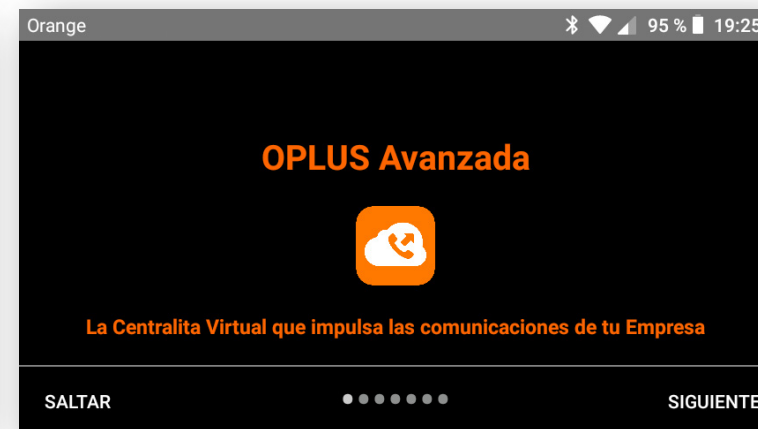 Orange 95 % 19:25
OPLUS Avanzada
La Centralita Virtual que impulsa las comunicaciones de tu Empresa
SALTAR SIGUIENTE